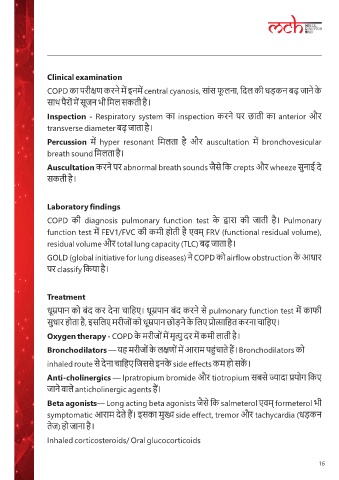 mch
Clinical examination
COPD का परीक्षण करने में इनमें central cyanosis, सांस फूलना, दिल की धड़कन बढ़ जाने के
साथ पैरों में सूजन भी मिल सकती है।
Inspection - Respiratory system का inspection करने पर छाती का anterior और
transverse diameter बढ़ जाता है।
Percussion में hyper resonant मिलता है और auscultation में bronchovesicular
breath sound मिलता है।
Auscultation करने पर abnormal breath sounds जैसे कि crepts और wheeze सुनाई दे
सकती है।
Laboratory findings
COPD की diagnosis pulmonary function test के द्वारा की जाती है। Pulmonary
function test में FEV1/FVC की कमी होती है एवम् FRV (functional residual volume),
residual volume और total lung capacity (TLC) बढ़ जाता है।
GOLD (global initiative for lung diseases) ने COPD को airflow obstruction के आधार
पर classify किया है।
Treatment
धूम्रपान को बंद कर देना चाहिए। धूम्रपान बंद करने से pulmonary function test में काफी
सुधार होता है, इसलिए मरीजों को धूम्रपान छोड़ने के लिए प्रोत्साहित करना चाहिए।
Oxygen therapy - COPD के मरीजों में मृत्यु दर में कमी लाती है।
Bronchodilators — यह मरीजों के लक्षणों में आराम पहुंचाते हैं। Bronchodilators को
inhaled route से देना चाहिए जिससे इनके side effects कम हो सकें।
Anti-cholinergics — Ipratropium bromide और tiotropium सबसे ज्यादा प्रयोग किए
जाने वाले anticholinergic agents हैं।
Beta agonists— Long acting beta agonists जैसे कि salmeterol एवम् formeterol भी
symptomatic आराम देते हैं। इसका मुख्य side effect, tremor और tachycardia (धड़कन
तेज) हो जाना है।
Inhaled corticosteroids/ Oral glucocorticoids
16